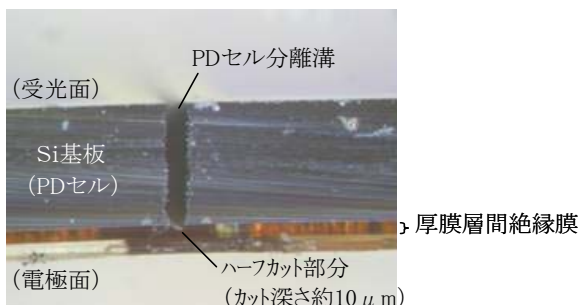 PDセル分離溝
（受光面）
Si基板
（PDセル）
厚膜層間絶縁膜
（電極面）
ハーフカット部分
（カット深さ約10μm）